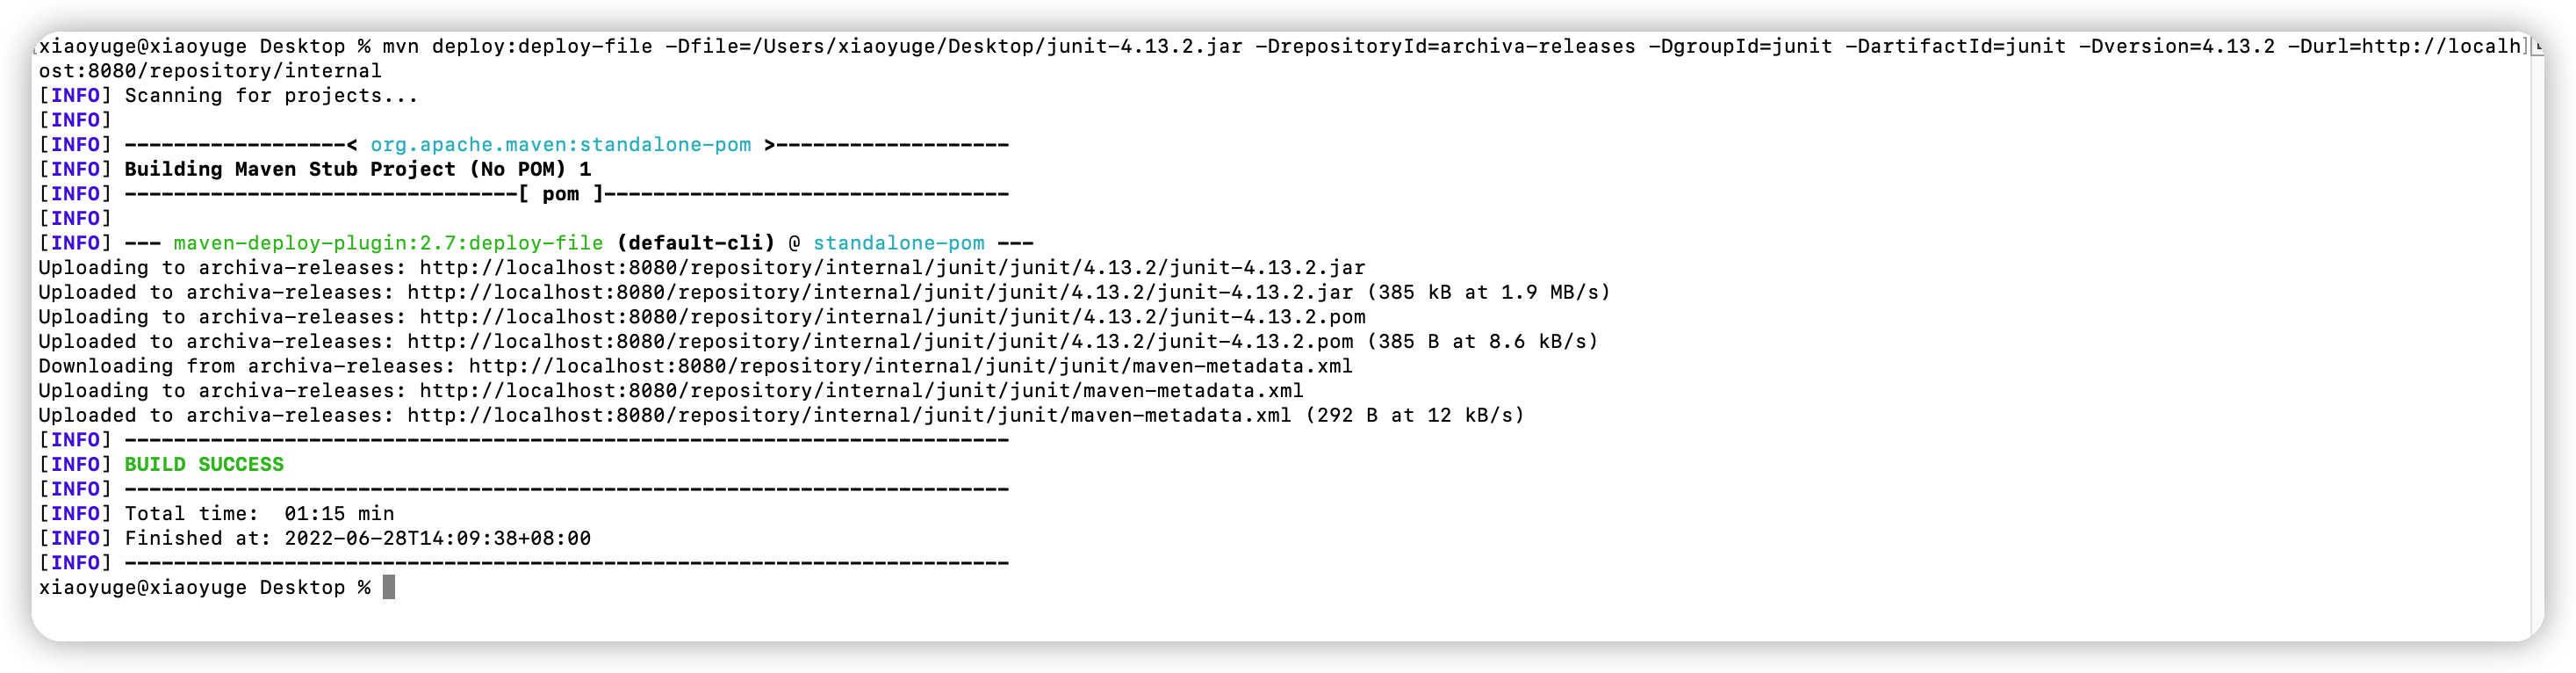 xiaoyuge@xiaoyuge Desktop % mvn deploy:deploy-file -Dfile=/Users/xiaoyuge/Desktop/junit-4.13.2.jar -DrepositoryId=archiva-releases -DgroupId=junit -DartifactId=junit -Dversion=4.13.2 -Durl=http://localh
ost:8080/repository/internal
[INFO] Scanning for projects...
[INFO]
[INFO] ------------------< org.apache.maven:standalone-pom >-------------------
[INFO] Building Maven Stub Project (No POM) 1
[INFO] --------------------------------[ pom ]---------------------------------
[INFO]
[INFO] --- maven-deploy-plugin:2.7:deploy-file (default-cli) @ standalone-pom ---
Uploading to archiva-releases: http://localhost:8080/repository/internal/junit/junit/4.13.2/junit-4.13.2.jar
Uploaded to archiva-releases: http://localhost:8080/repository/internal/junit/junit/4.13.2/junit-4.13.2.jar (385 kB at 1.9 MB/s)
Uploading to archiva-releases: http://localhost:8080/repository/internal/junit/junit/4.13.2/junit-4.13.2.pom
Uploaded to archiva-releases: http://localhost:8080/repository/internal/junit/junit/4.13.2/junit-4.13.2.pom (385 B at 8.6 kB/s)
Downloading from archiva-releases: http://localhost:8080/repository/internal/junit/junit/maven-metadata.xml
Uploading to archiva-releases: http://localhost:8080/repository/internal/junit/junit/maven-metadata.xml
Uploaded to archiva-releases: http://localhost:8080/repository/internal/junit/junit/maven-metadata.xml (292 B at 12 kB/s)
[INFO] ------------------------------------------------------------------------
[INFO] BUILD SUCCESS
[INFO] ------------------------------------------------------------------------
[INFO] Total time:  01:15 min
[INFO] Finished at: 2022-06-28T14:09:38+08:00
[INFO] ------------------------------------------------------------------------
xiaoyuge@xiaoyuge Desktop %